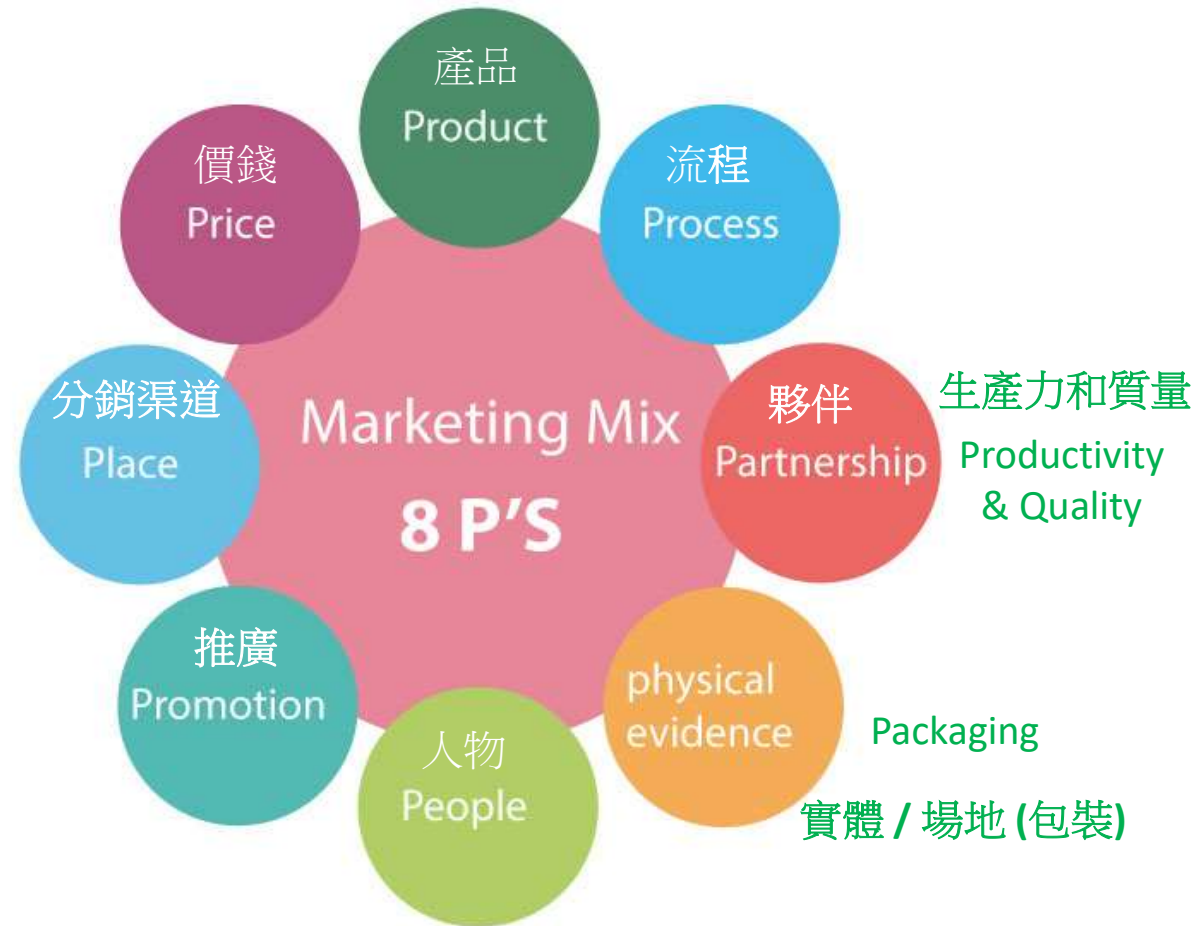 產品
Product
流程
Process
夥伴
Partnership
生產力和質量
Productivity
& Quality
physical
evidence
Packaging
實體 / 場地 (包裝)
人物
People
推廣
Promotion
分銷渠道
Place
價錢
Price
Marketing Mix
8 P'S